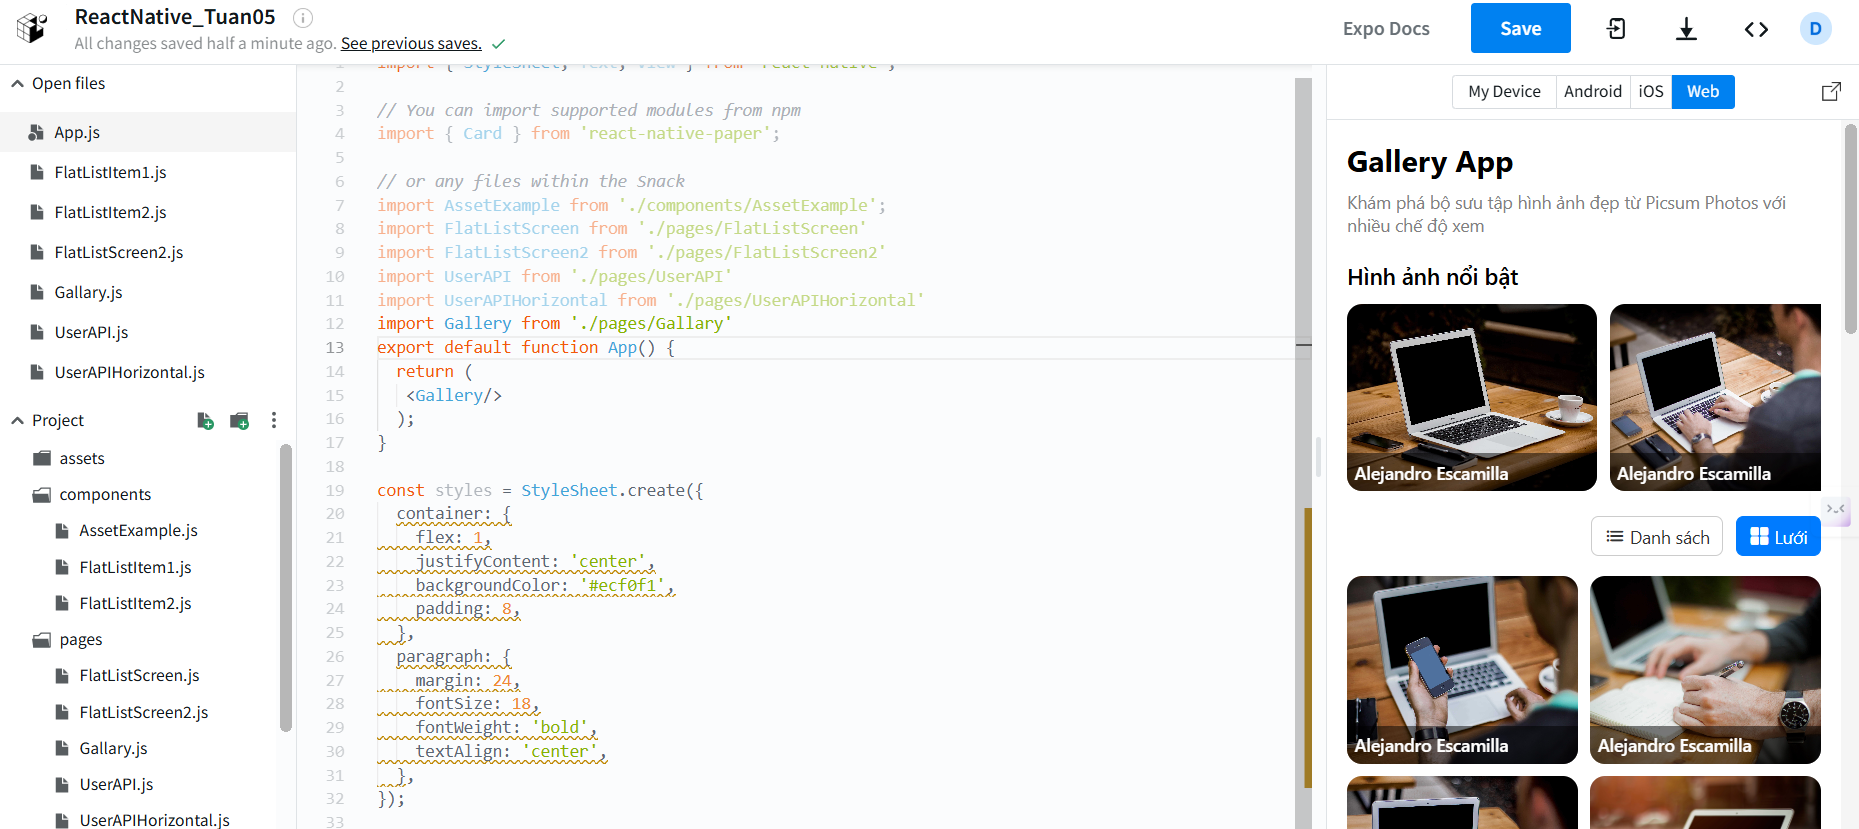 ReactNative_Tuan05
All changes saved half a minute ago. See previous saves.
Expo Docs
Save
D
Open files
App.js
FlatListItem1.js
FlatListItem2.js
FlatListScreen2.js
Gallary.js
UserAPI.js
UserAPIHorizontal.js
Project
assets
components
AssetExample.js
FlatListItem1.js
FlatListItem2.js
pages
FlatListScreen.js
FlatListScreen2.js
Gallary.js
UserAPI.js
UserAPIHorizontal.js
1 import { StyleSheet, Text, View } from 'react-native';
2
3 // You can import supported modules from npm
4 import { Card } from 'react-native-paper';
5
6 // or any files within the Snack
7 import AssetExample from './components/AssetExample';
8 import FlatListScreen from './pages/FlatListScreen'
9 import FlatListScreen2 from './pages/FlatListScreen2'
10 import UserAPI from './pages/UserAPI'
11 import UserAPIHorizontal from './pages/UserAPIHorizontal'
12 import Gallery from './pages/Gallary'
13 export default function App() {
14 return (
15 <Gallery/>
16 );
17 }
18
19 const styles = StyleSheet.create({
20 container: {
21 flex: 1,
22 justifyContent: 'center',
23 backgroundColor: '#ecf0f1',
24 padding: 8,
25 },
26 paragraph: {
27 margin: 24,
28 fontSize: 18,
29 fontWeight: 'bold',
30 textAlign: 'center',
31 },
32 });
33
My Device Android iOS Web
Gallery App
Khám phá bộ sưu tập hình ảnh đẹp từ Picsum Photos với
nhiều chế độ xem
Hình ảnh nổi bật
Alejandro Escamilla
Alejandro Escamilla
Danh sách
Lưới
Alejandro Escamilla
Alejandro Escamilla